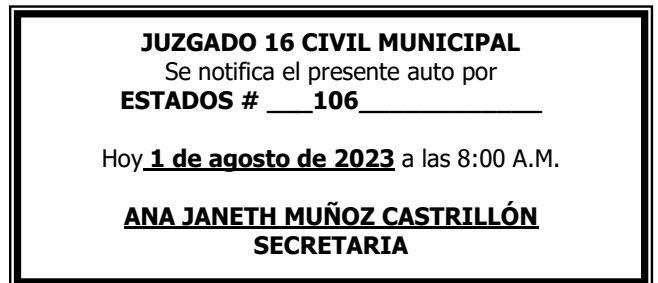 JUZGADO 16 CIVIL MUNICIPAL
Se notifica el presente auto por
ESTADOS # ___106_____________
Hoy 1 de agosto de 2023 a las 8:00 A.M.
ANA JANETH MUÑOZ CASTRILLÓN
SECRETARIA